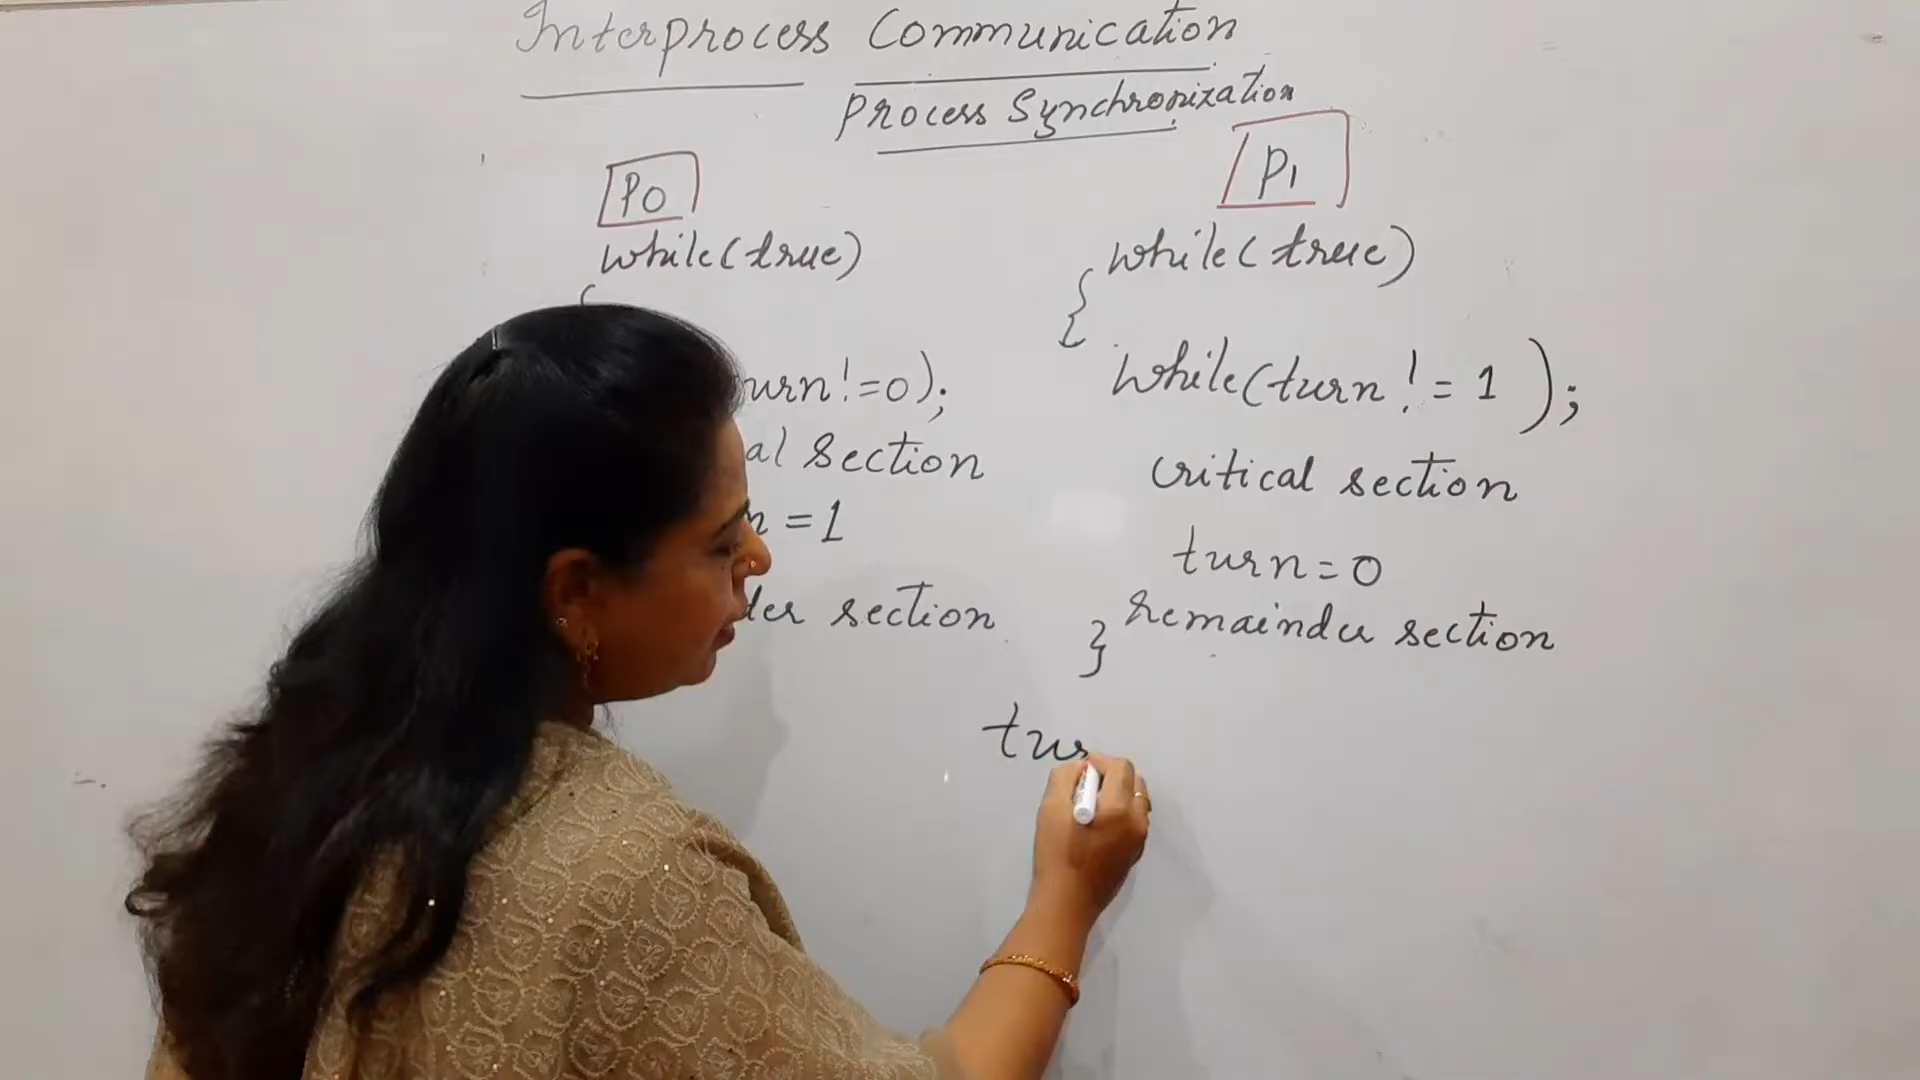 Interprocess Communication
Process Synchronization
P0
while(true)
urn!=0);
al section
n =1
der section
P1
while(true)
{
while(turn != 1 );
critical section
turn=0
} remainder section
tur